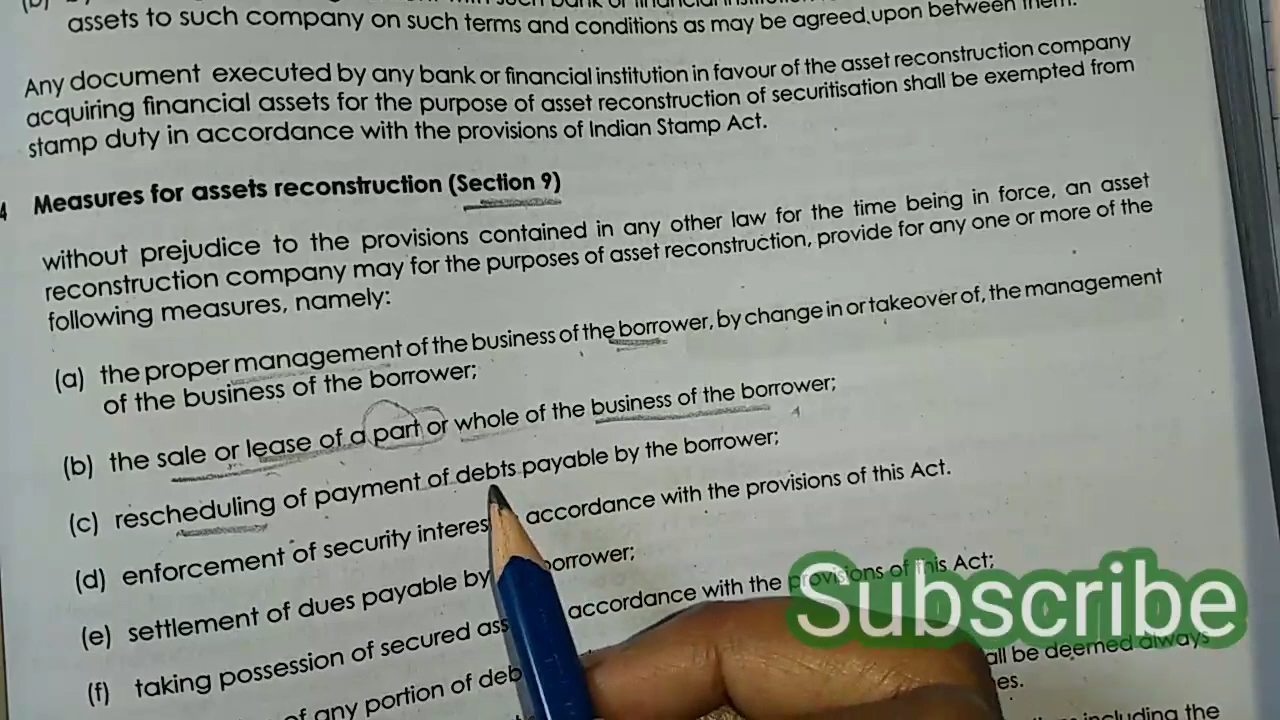 assets to such company on such terms and conditions as may be agreed upon between them.
Any document executed by any bank or financial institution in favour of the asset reconstruction company
acquiring financial assets for the purpose of asset reconstruction of securitisation shall be exempted from
stamp duty in accordance with the provisions of Indian Stamp Act.
4 Measures for assets reconstruction (Section 9)
without prejudice to the provisions contained in any other law for the time being in force, an asset
reconstruction company may for the purposes of asset reconstruction, provide for any one or more of the
following measures, namely:
(a) the proper management of the business of the borrower, by change in or takeover of, the management
of the business of the borrower;
(b) the sale or lease of a part or whole of the business of the borrower;
(c) rescheduling of payment of debts payable by the borrower;
(d) enforcement of security interes accordance with the provisions of this Act.
(e) settlement of dues payable by borrower;
(f) taking possession of secured ass accordance with the provisions of this Act;
of any portion of deb all be deemed always
es.
including the
Subscribe